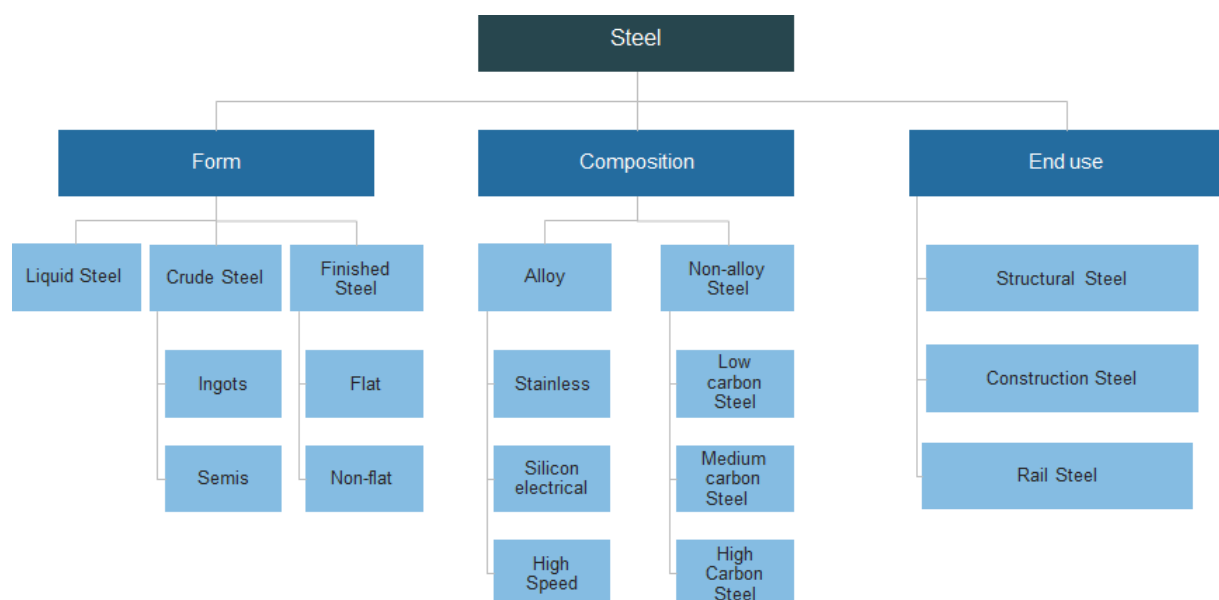 Steel
Form
Composition
End use
Liquid Steel
Crude Steel
Finished
Steel
Alloy
Non-alloy
Steel
Structural Steel
Ingots
Flat
Stainless
Low
carbon
Steel
Construction Steel
Semis
Non-flat
Silicon
electrical
Medium
carbon
Steel
Rail Steel
High
Speed
High
Carbon
Steel